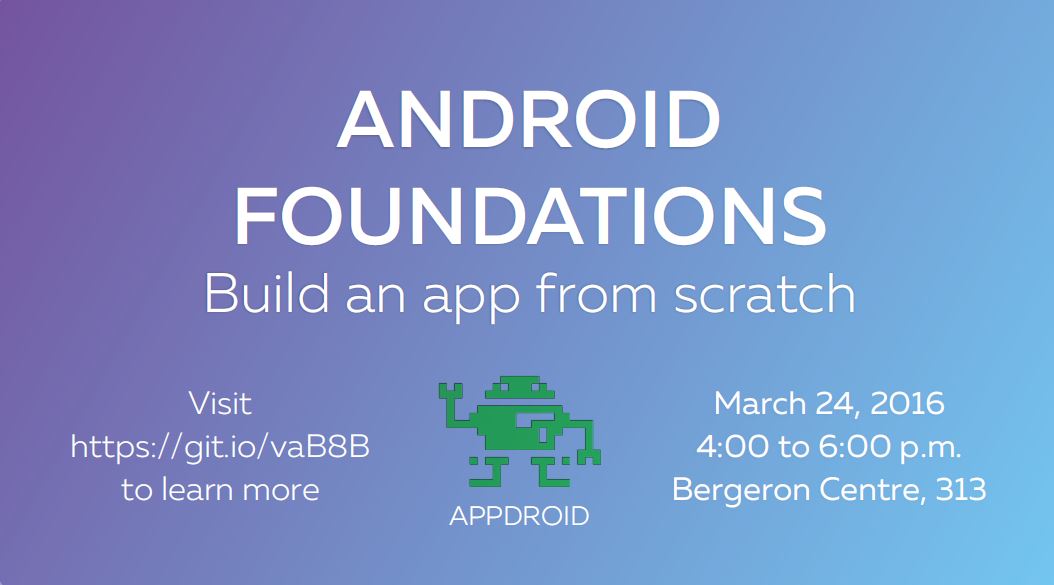 ANDROID
FOUNDATIONS
Build an app from scratch
Visit
https://git.io/vaB8B
to learn more
APPDROID
March 24, 2016
4:00 to 6:00 p.m.
Bergeron Centre, 313